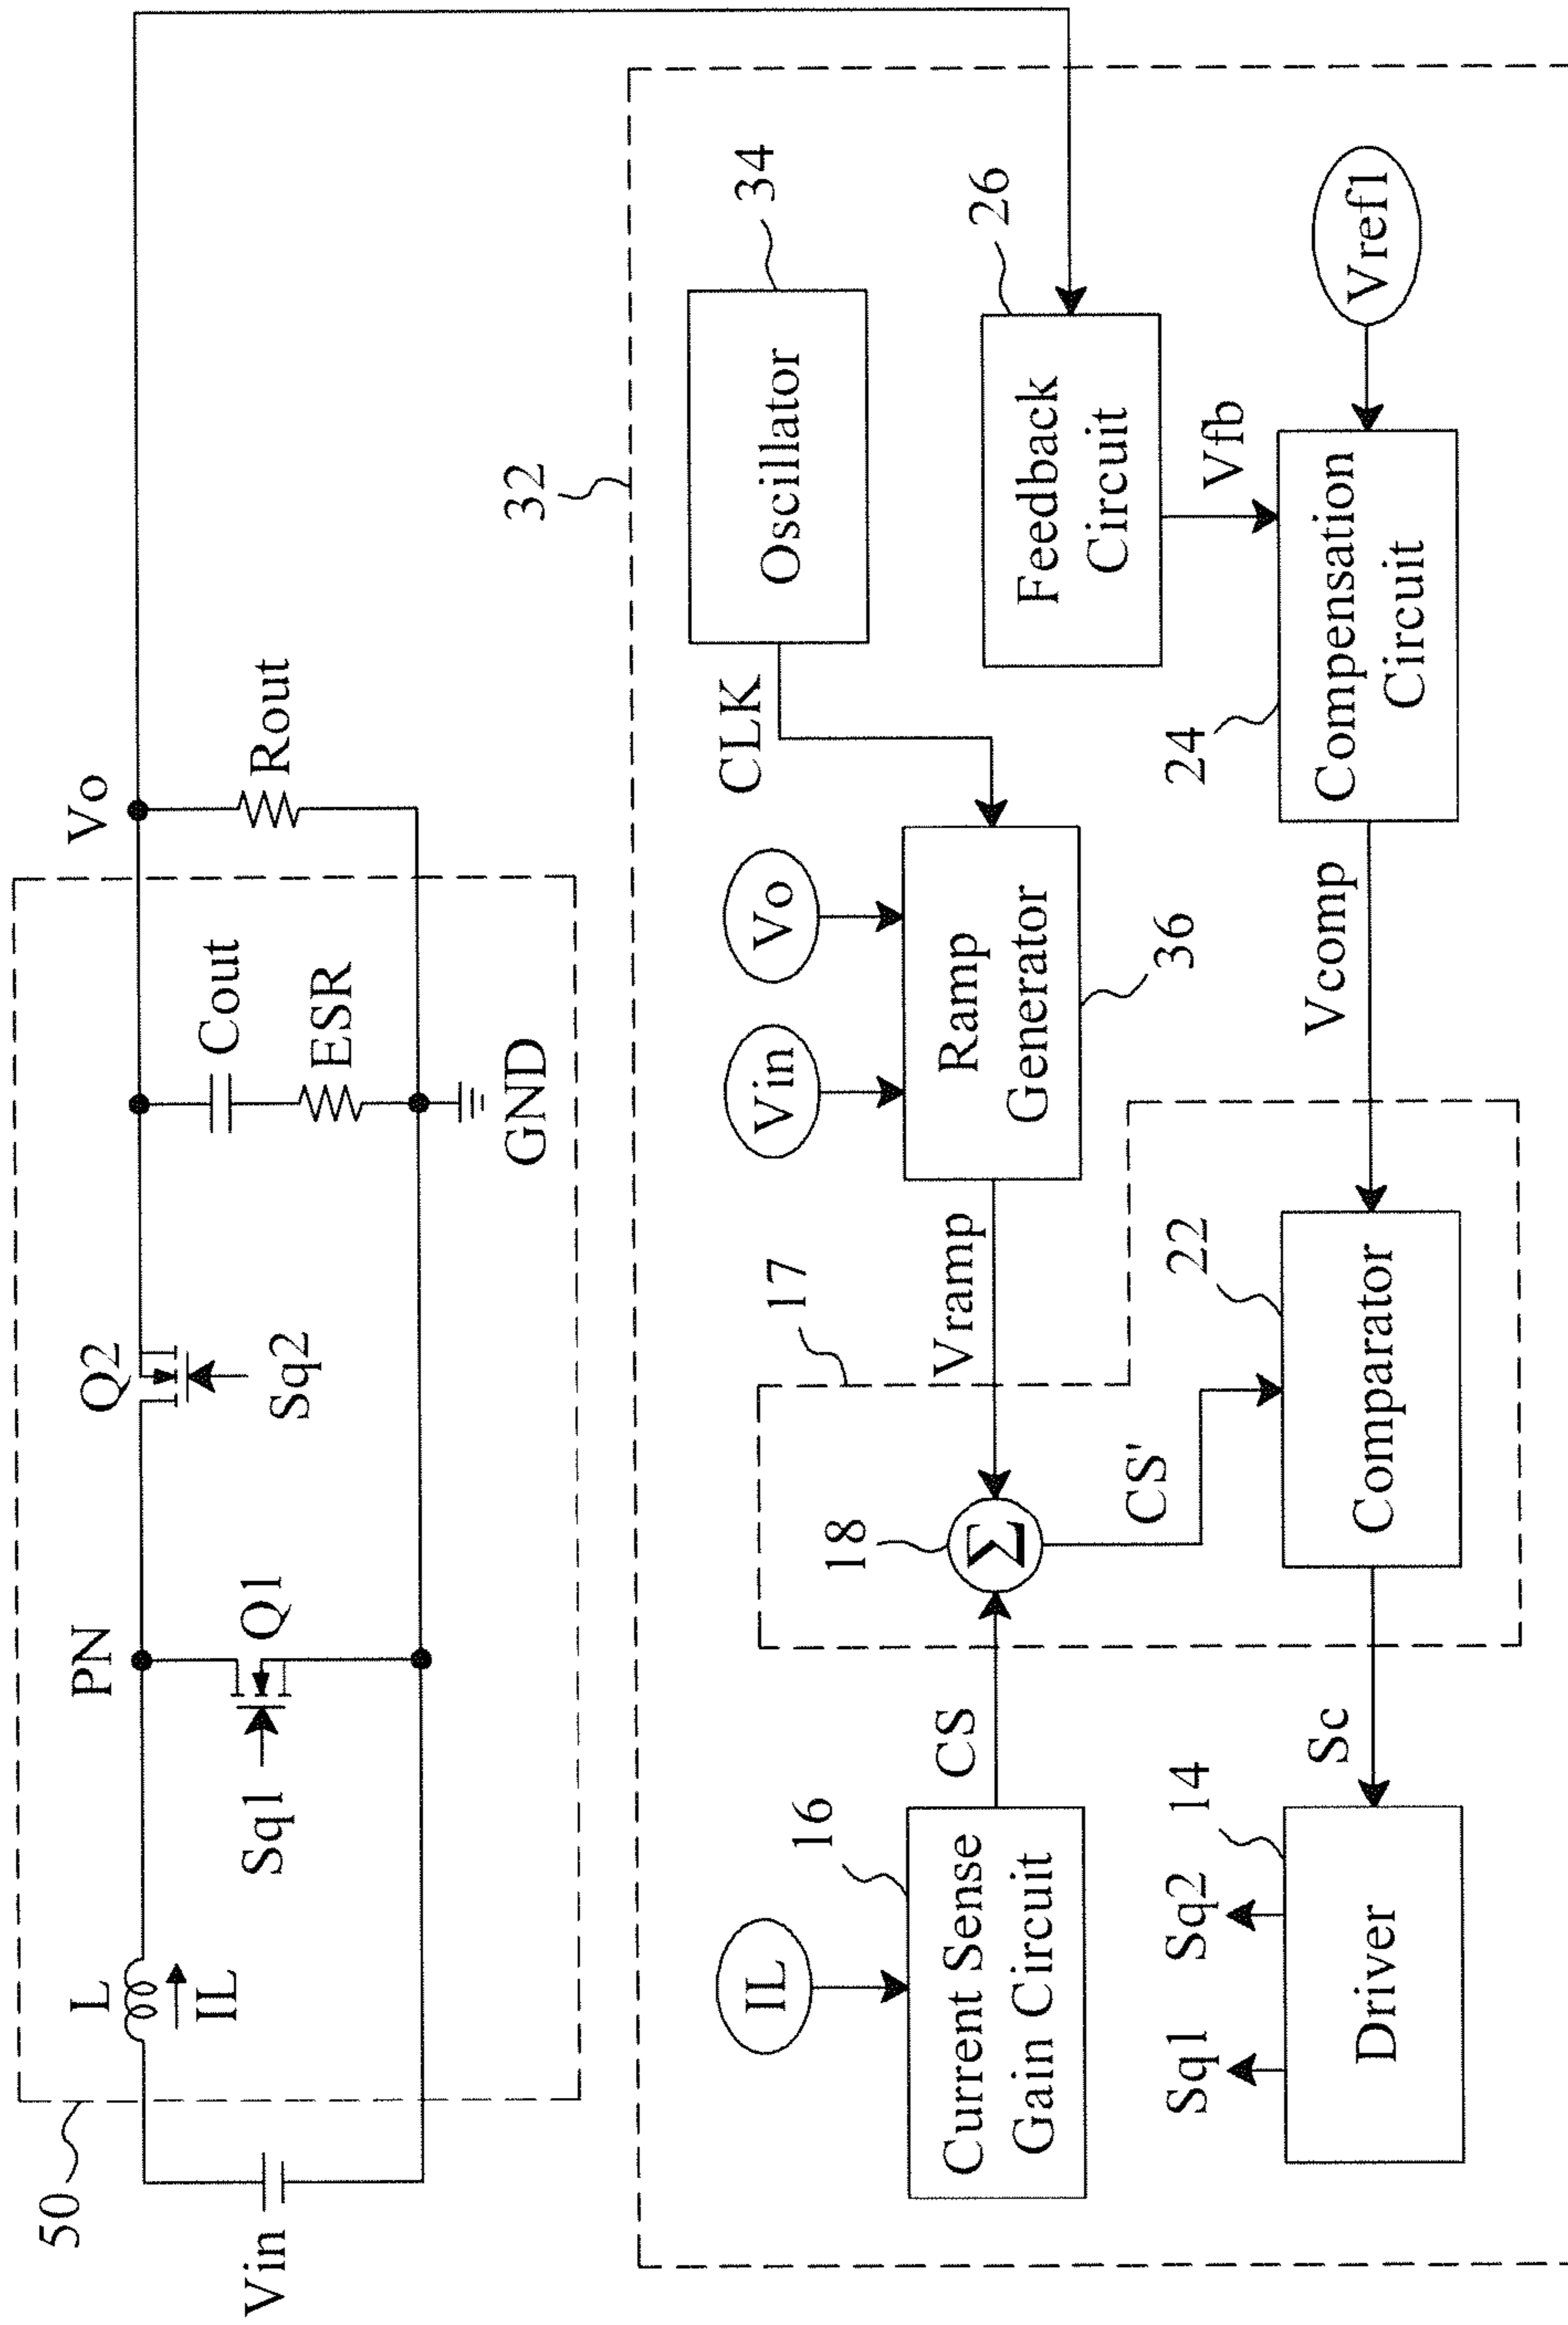 50
Vin
L
IL
PN
Sq1
Q1
Q2
Sq2
Cout
ESR
GND
Vo
Rout
32
IL
16
Current Sense
Gain Circuit
CS
18
Σ
17
Vramp
CS'
Vin
Vo
Ramp
Generator
36
CLK
Oscillator
34
Feedback
Circuit
26
Vfb
Sq1
Sq2
14
Driver
Sc
22
Comparator
Vcomp
24
Compensation
Circuit
Vref1